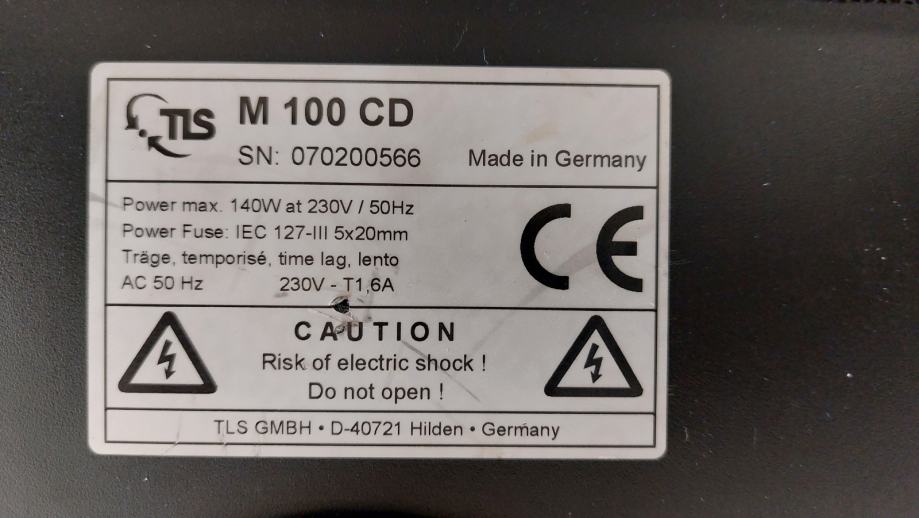 TLS M 100 CD
SN: 070200566 Made in Germany
Power max. 140W at 230V / 50Hz
Power Fuse: IEC 127-III 5x20mm
Träge, temporisé, time lag, lento
AC 50 Hz 230V - T1,6A
CE
CAUTION
Risk of electric shock !
Do not open !
TLS GMBH • D-40721 Hilden • Germany